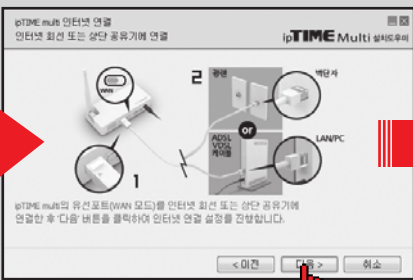 ipTIME multi 인터넷 연결
인터넷 회선 또는 상단 공유기에 연결
ipTIME Multi 설치도우미
WAN
1
2
광랜
벽단자
or
ADSL
VDSL
케이블
LAN/PC
ipTIME multi의 유선포트(WAN 모드)를 인터넷 회선 또는 상단 공유기에
연결한 후 '다음' 버튼을 클릭하여 인터넷 연결 설정을 진행합니다.
< 이전
다음 >
취소